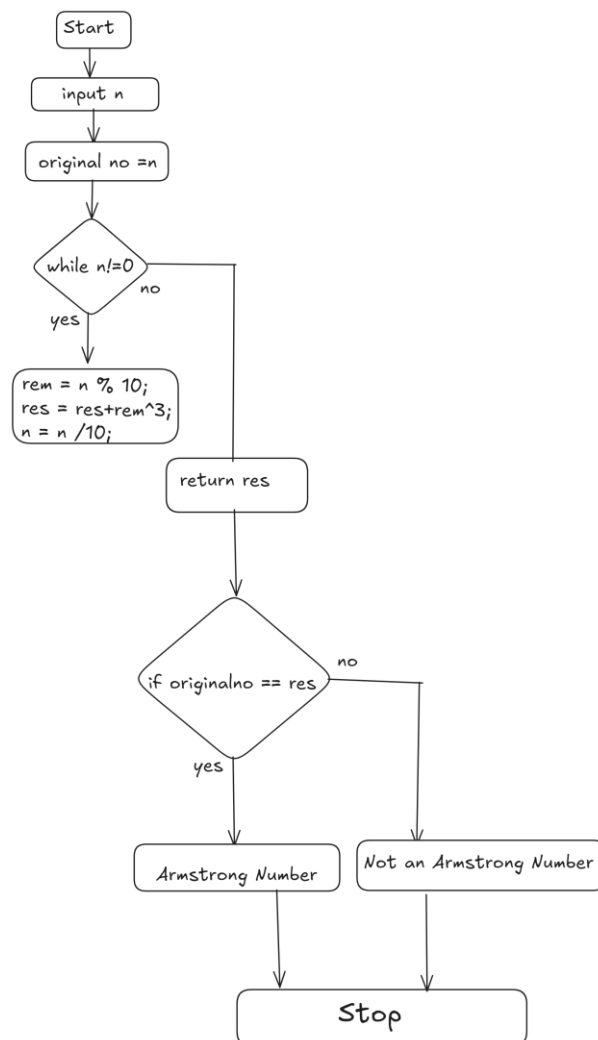 Start
input n
original no =n
while n!=0
no
yes
rem = n % 10;
res = res+rem^3;
n = n /10;
return res
if originalno == res
no
yes
Armstrong Number
Not an Armstrong Number
Stop